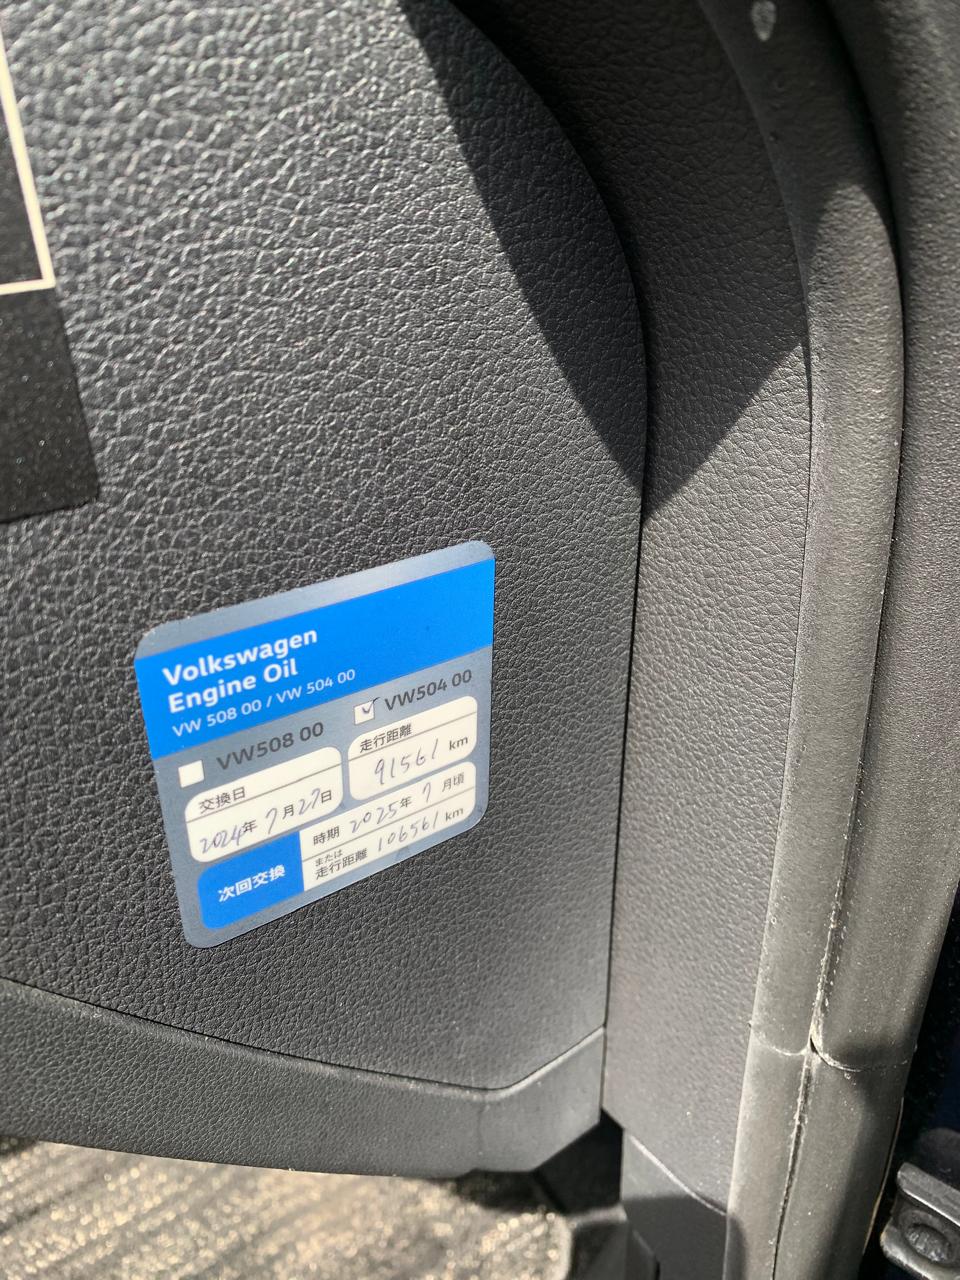 Volkswagen
Engine Oil
VW 508 00 / VW 504 00
VW508 00
VW504 00
交換日
2024年 7月27日
走行距離
91561 km
次回交換
時期 2025年 7月頃
または
走行距離 106561 km